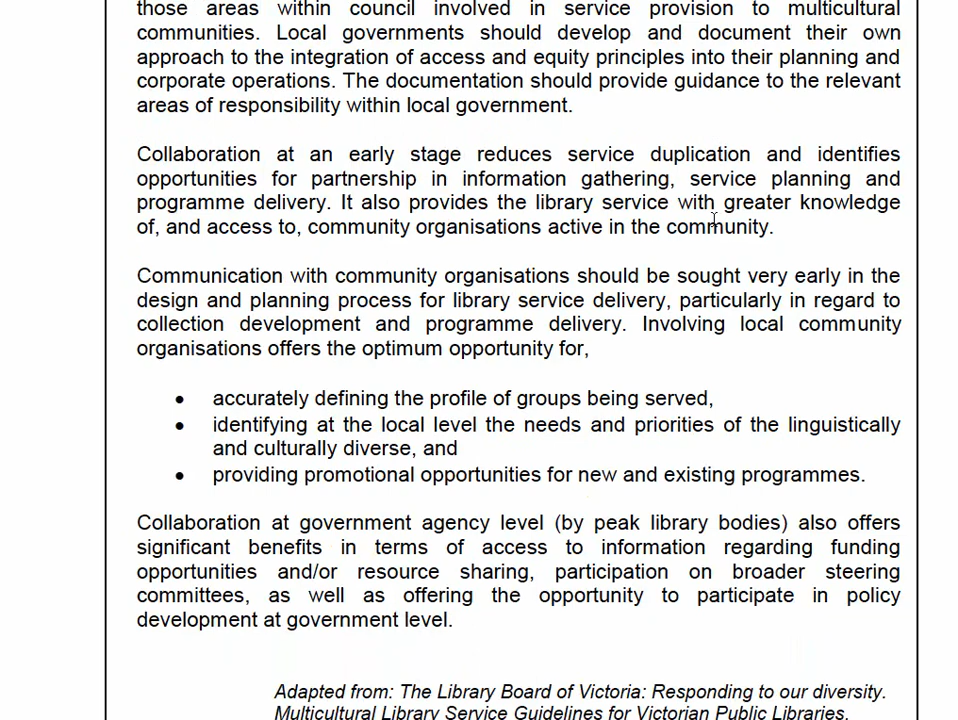 those areas within council involved in service provision to multicultural
communities. Local governments should develop and document their own
approach to the integration of access and equity principles into their planning and
corporate operations. The documentation should provide guidance to the relevant
areas of responsibility within local government.
Collaboration at an early stage reduces service duplication and identifies
opportunities for partnership in information gathering, service planning and
programme delivery. It also provides the library service with greater knowledge
of, and access to, community organisations active in the community.
Communication with community organisations should be sought very early in the
design and planning process for library service delivery, particularly in regard to
collection development and programme delivery. Involving local community
organisations offers the optimum opportunity for,
• accurately defining the profile of groups being served,
• identifying at the local level the needs and priorities of the linguistically
and culturally diverse, and
• providing promotional opportunities for new and existing programmes.
Collaboration at government agency level (by peak library bodies) also offers
significant benefits in terms of access to information regarding funding
opportunities and/or resource sharing, participation on broader steering
committees, as well as offering the opportunity to participate in policy
development at government level.
Adapted from: The Library Board of Victoria: Responding to our diversity.
Multicultural Library Service Guidelines for Victorian Public Libraries.